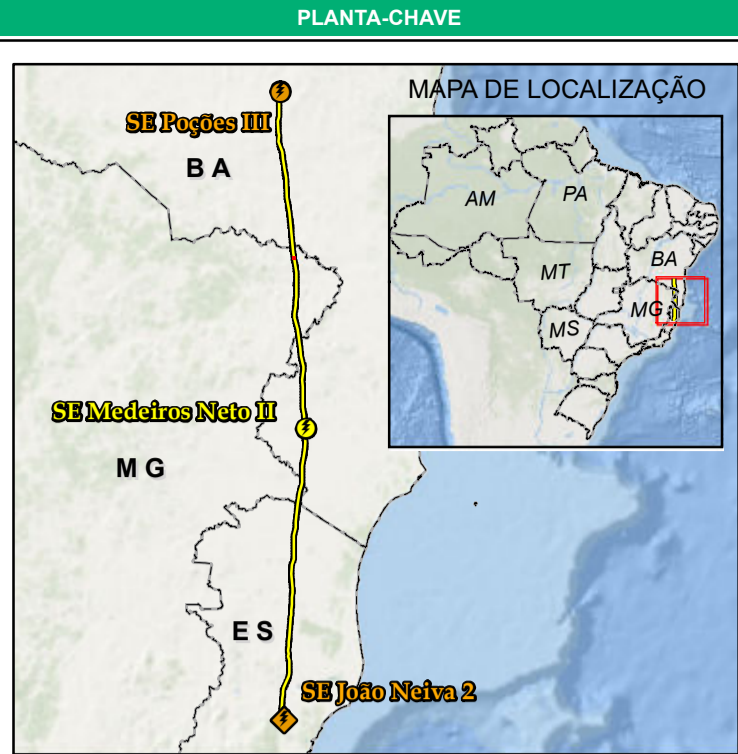 PLANTA-CHAVE
MAPA DE LOCALIZAÇÃO
SE Poções III
B A
AM
PA
BA
MT
MG
MS
SE Medeiros Neto II
M G
E S
SE João Neiva 2